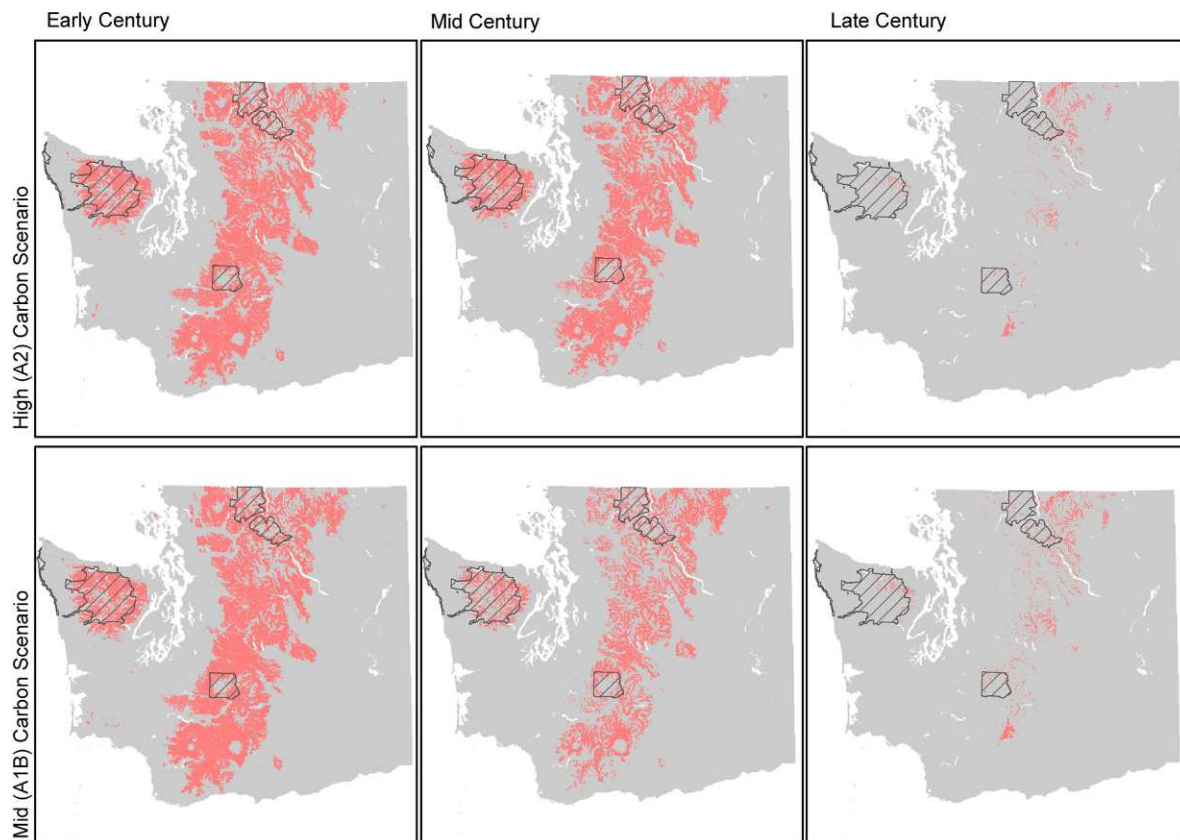 Early Century
Mid Century
Late Century
High (A2) Carbon Scenario
Mid (A1B) Carbon Scenario